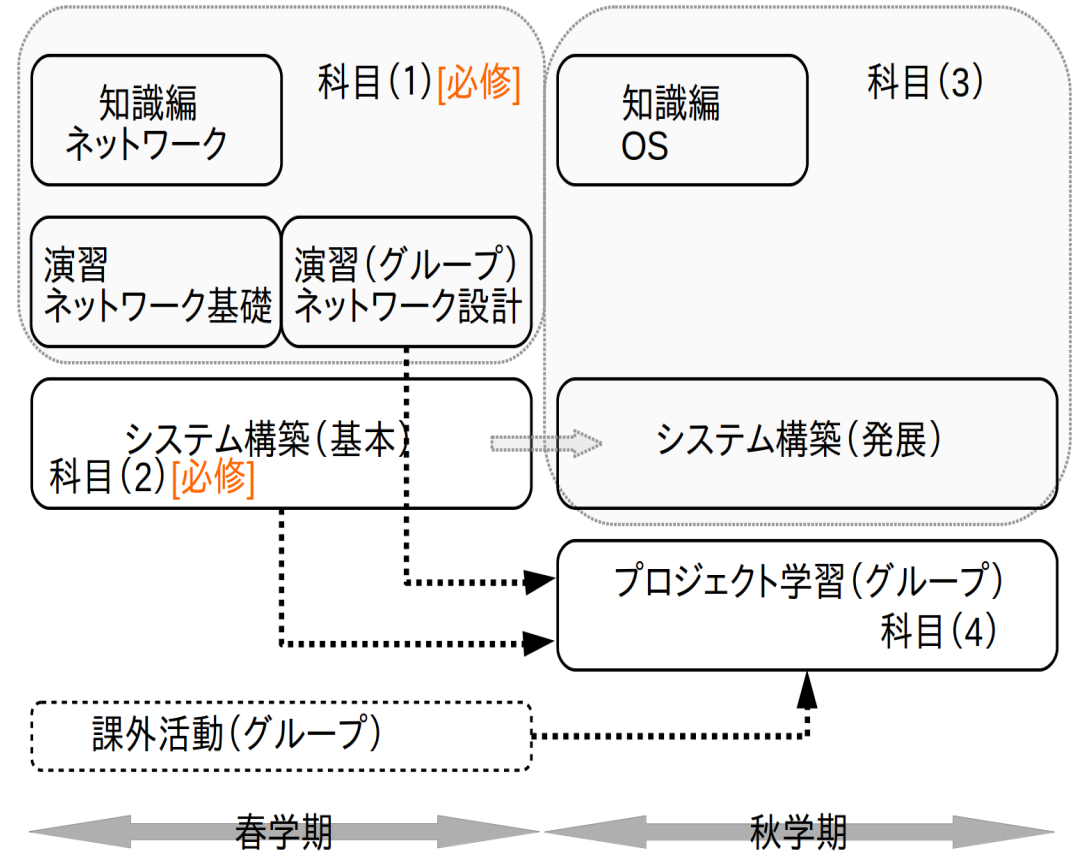 科目(1)[必修]
知識編
ネットワーク
演習
ネットワーク基礎
演習(グループ)
ネットワーク設計
システム構築(基本)
科目(2)[必修]
課外活動(グループ)
春学期
科目(3)
知識編
OS
システム構築(発展)
プロジェクト学習(グループ)
科目(4)
秋学期